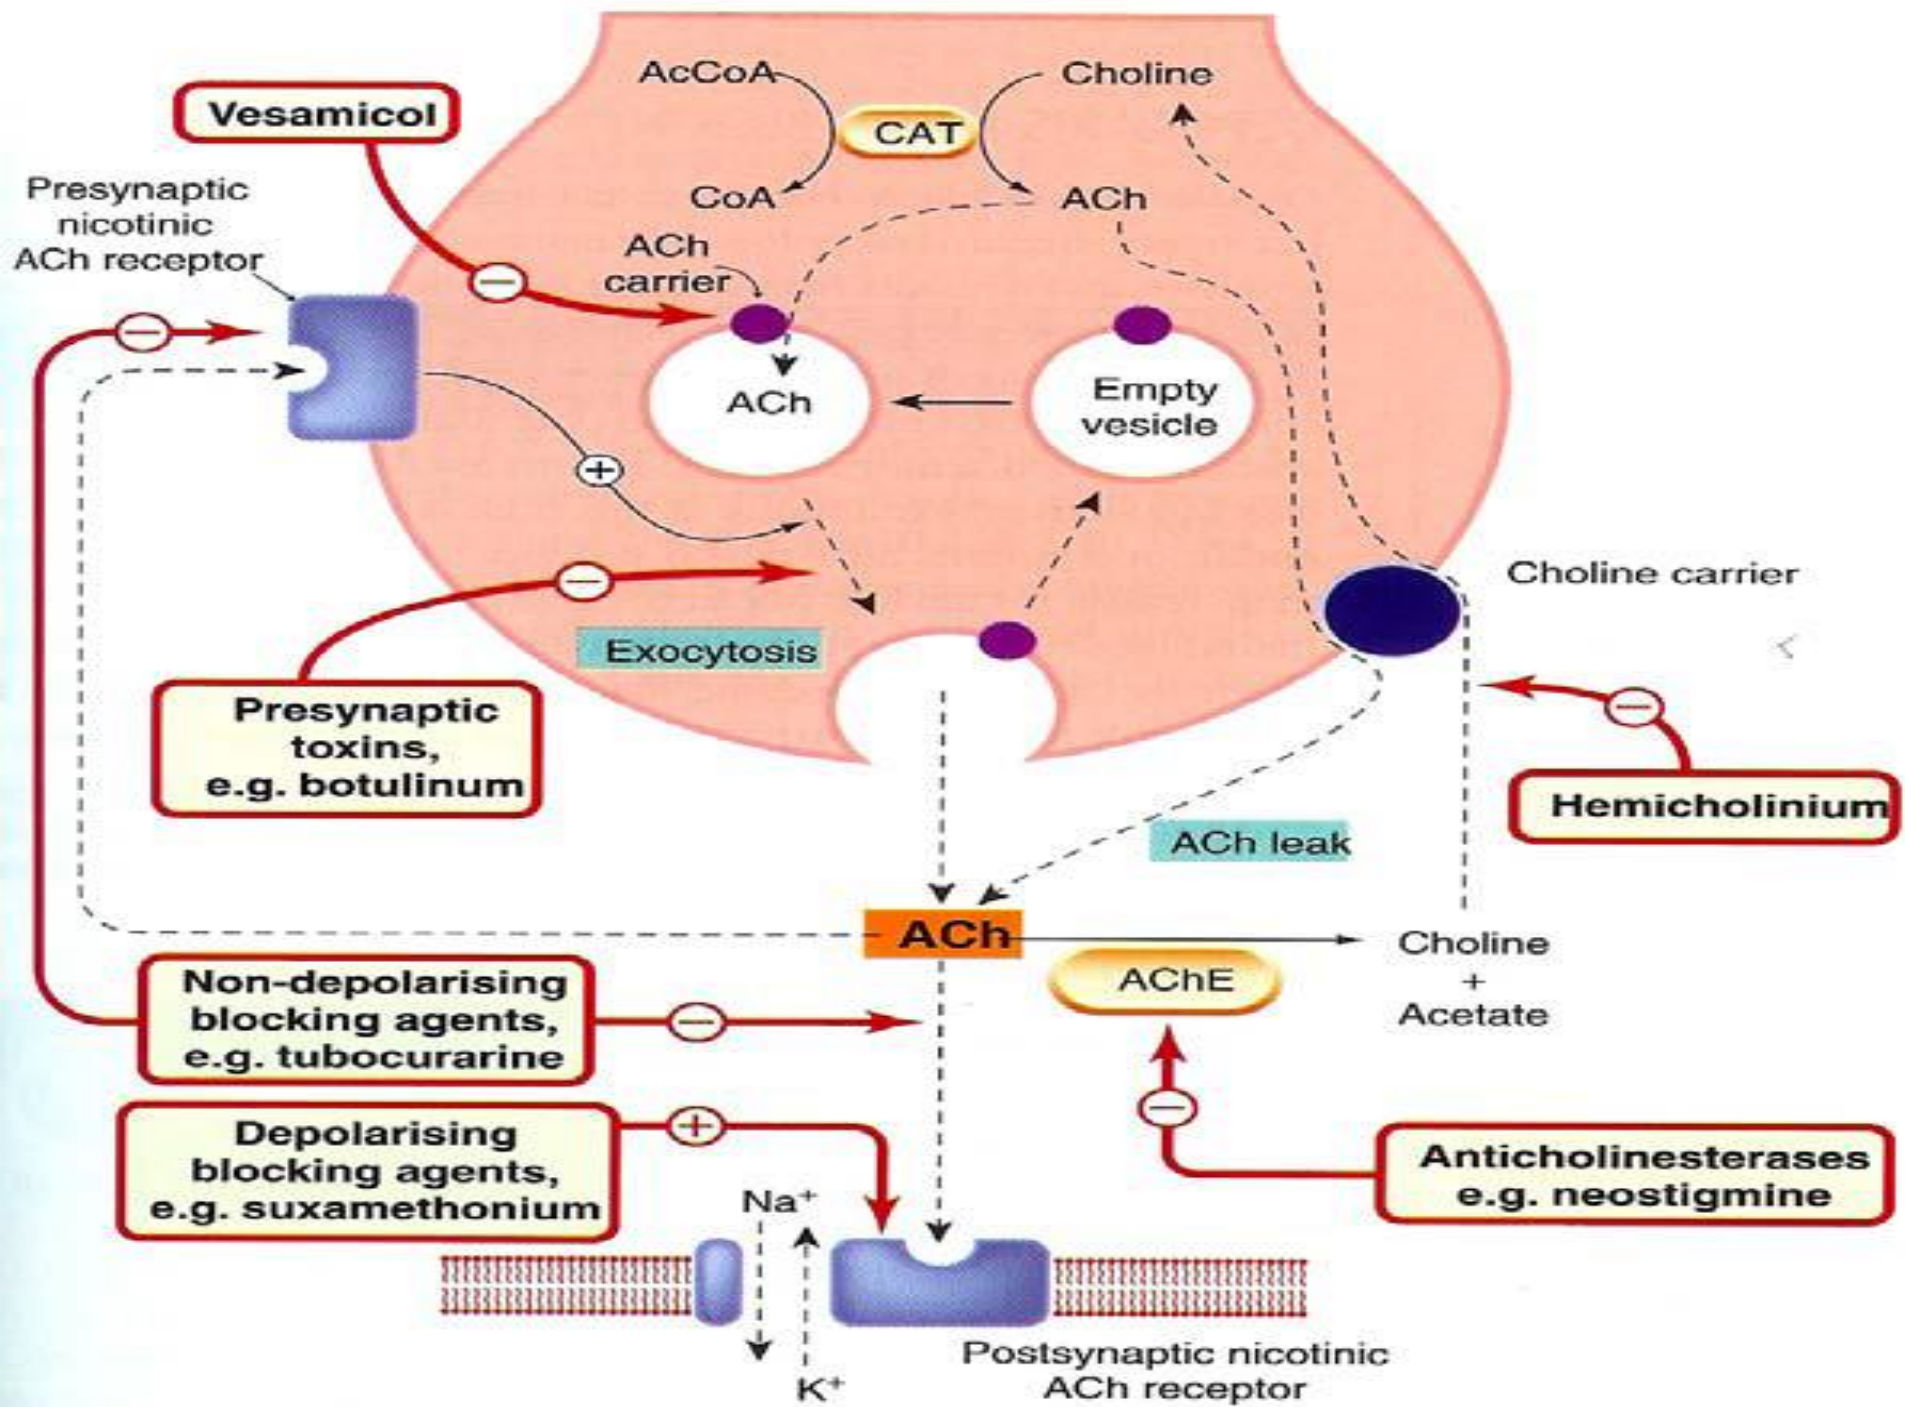 AcCoA
Choline
CAT
CoA
ACh
Vesamicol
Presynaptic
nicotinic
ACh receptor
ACh
carrier
ACh
Empty
vesicle
+
−
−
−
Exocytosis
Choline carrier
Presynaptic
toxins,
e.g. botulinum
−
Hemicholinium
ACh leak
ACh
AChE
Choline
+
Acetate
Non-depolarising
blocking agents,
e.g. tubocurarine
−
Depolarising
blocking agents,
e.g. suxamethonium
+
−
Anticholinesterases
e.g. neostigmine
Na⁺
K⁺
Postsynaptic nicotinic
ACh receptor